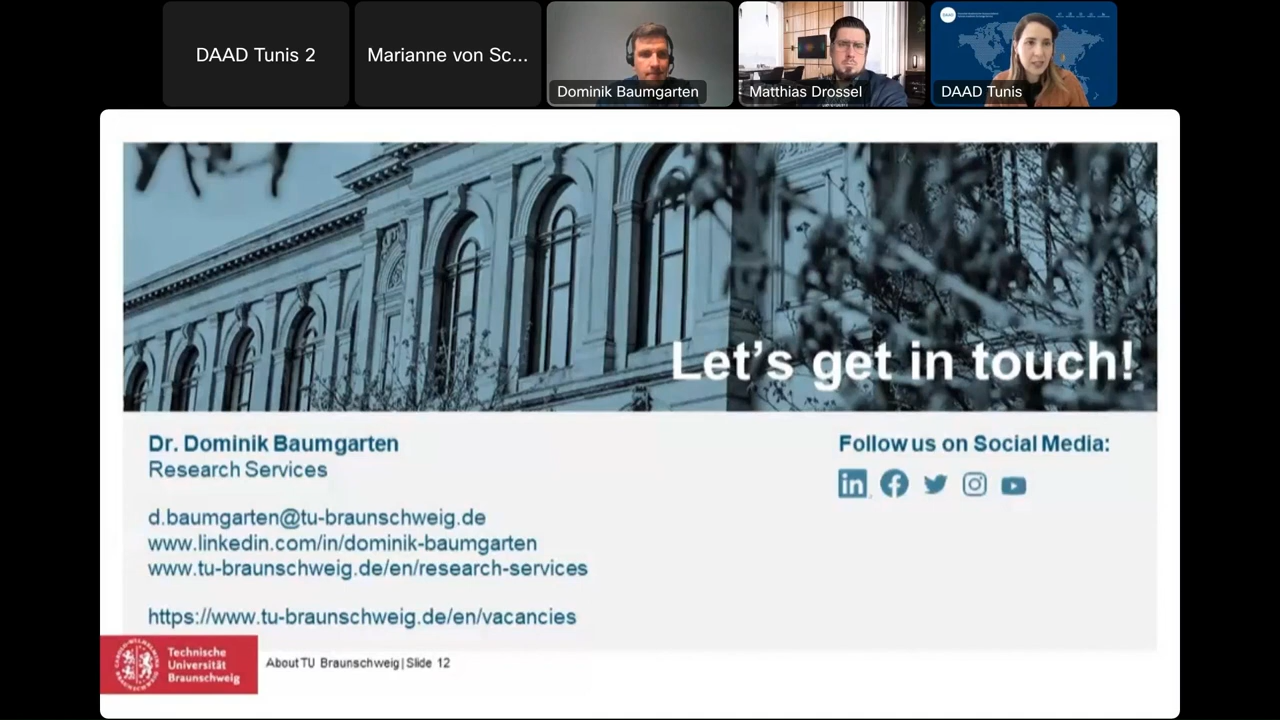 DAAD Tunis 2
Marianne von Sc...
Dominik Baumgarten
Matthias Drossel
DAAD
DAAD Tunis
Let's get in touch!
Dr. Dominik Baumgarten
Research Services
d.baumgarten@tu-braunschweig.de
www.linkedin.com/in/dominik-baumgarten
www.tu-braunschweig.de/en/research-services
https://www.tu-braunschweig.de/en/vacancies
Follow us on Social Media:
Technische
Universität
Braunschweig
About TU Braunschweig | Slide 12